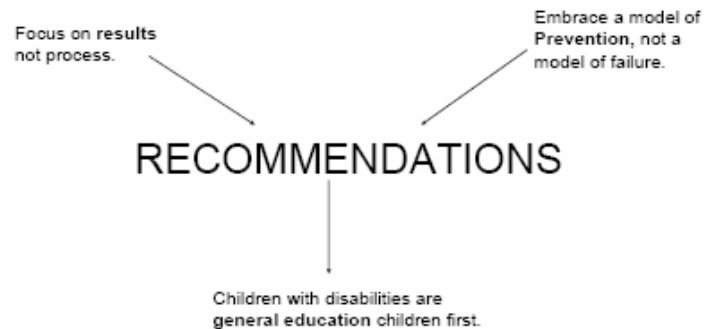 Focus on results
not process.
Embrace a model of
Prevention, not a
model of failure.
RECOMMENDATIONS
Children with disabilities are
general education children first.